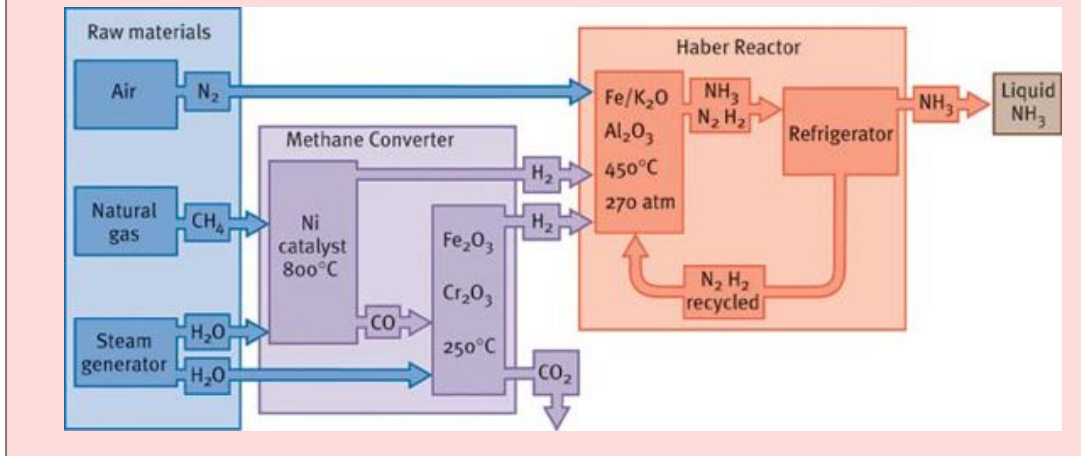 Raw materials
Air
N₂
Natural
gas
CH₄
Steam
generator
H₂O
H₂O
Methane Converter
Ni
catalyst
800°C
CO
Fe₂O₃
Cr₂O₃
250°C
H₂
H₂
CO₂
Haber Reactor
Fe/K₂O
Al₂O₃
450°C
270 atm
NH₃
N₂ H₂
Refrigerator
N₂ H₂
recycled
NH₃
Liquid
NH₃